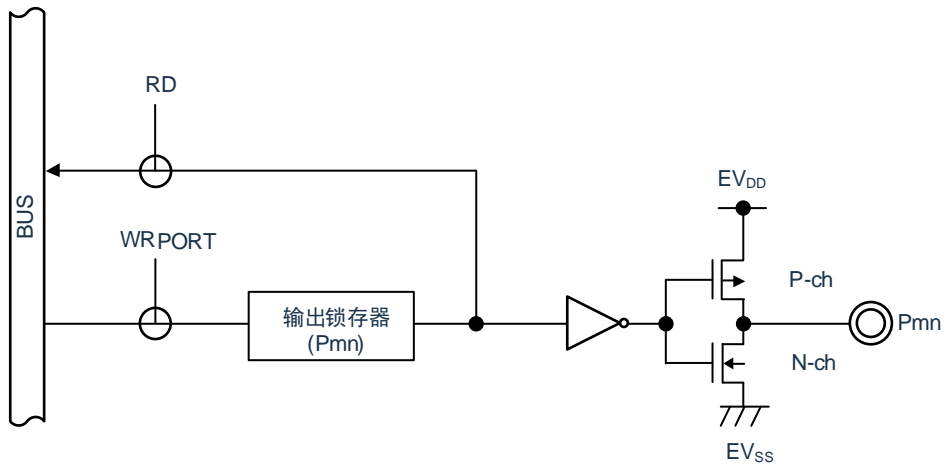 RD
EVDD
BUS
WRPORT
P-ch
输出锁存器
(Pmn)
Pmn
N-ch
EVSS